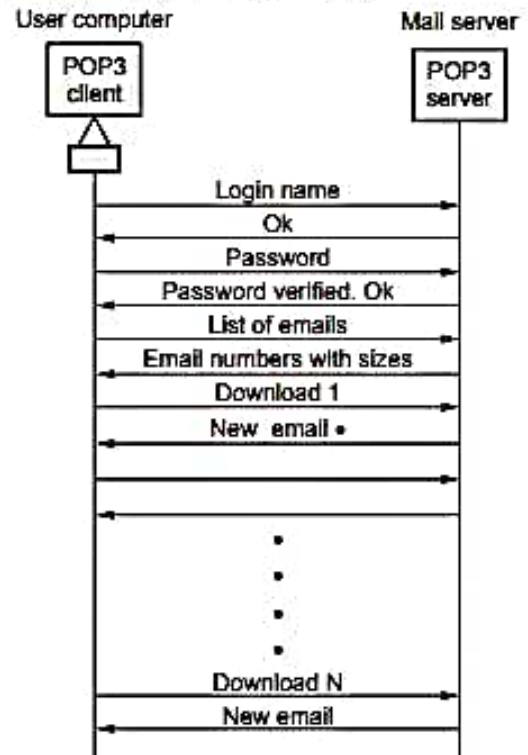 User computer
Mail server
POP3
client
POP3
server
Login name
Ok
Password
Password verified. Ok
List of emails
Email numbers with sizes
Download 1
New email •
Download N
New email